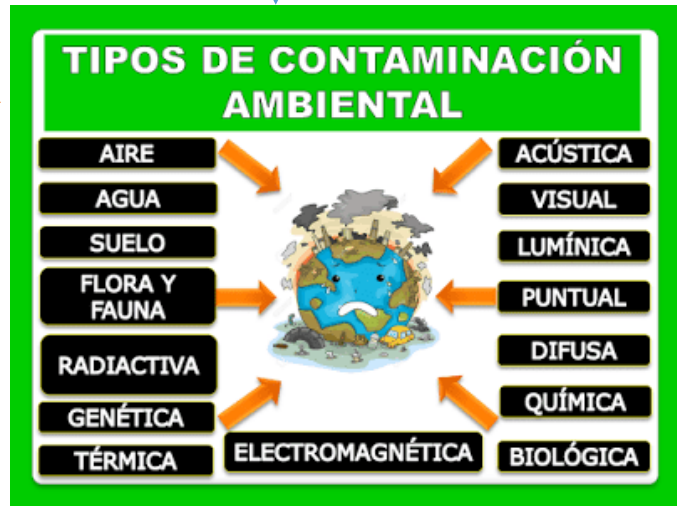 TIPOS DE CONTAMINACIÓN
AMBIENTAL
AIRE
AGUA
SUELO
FLORA Y
FAUNA
RADIACTIVA
GENÉTICA
TÉRMICA
ELECTROMAGNÉTICA
ACÚSTICA
VISUAL
LUMÍNICA
PUNTUAL
DIFUSA
QUÍMICA
BIOLÓGICA